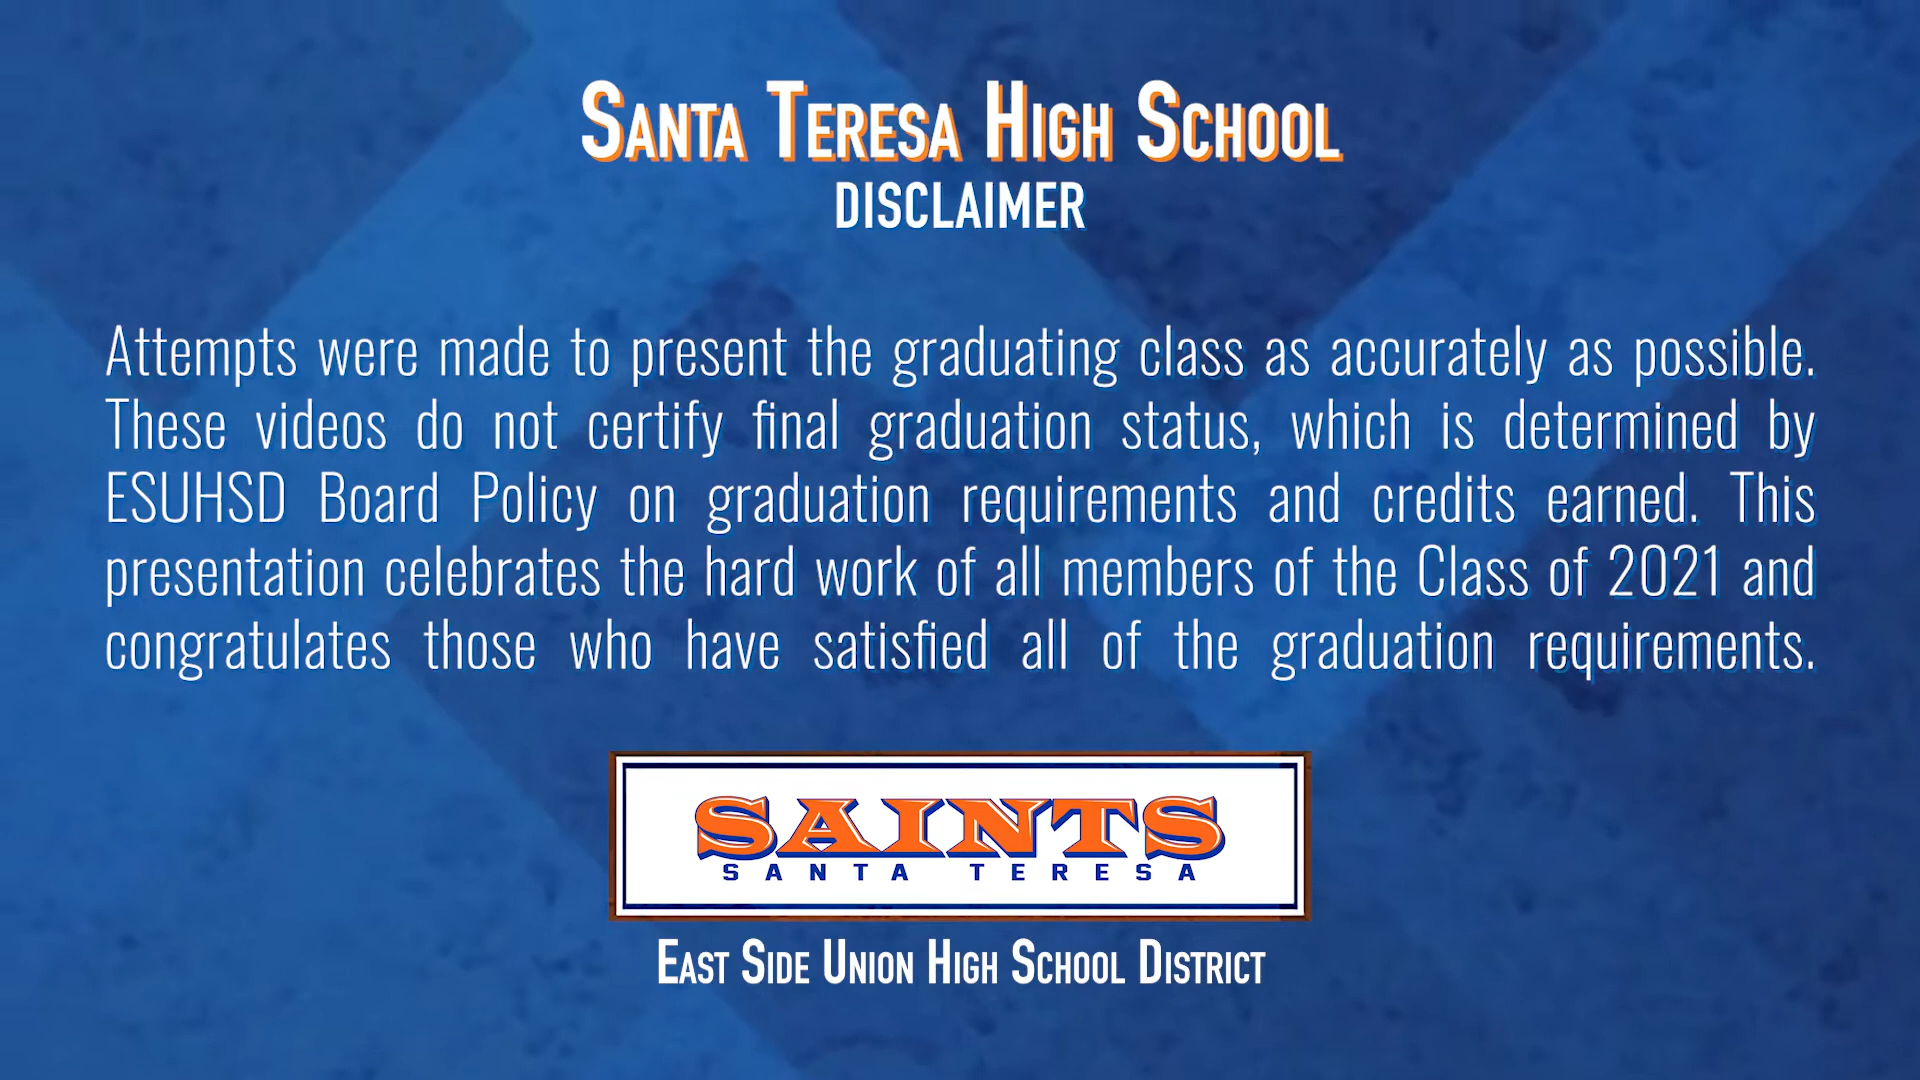 SANTA TERESA HIGH SCHOOL
DISCLAIMER
Attempts were made to present the graduating class as accurately as possible.
These videos do not certify final graduation status, which is determined by
ESUHSD Board Policy on graduation requirements and credits earned. This
presentation celebrates the hard work of all members of the Class of 2021 and
congratulates those who have satisfied all of the graduation requirements.
SAINTS
SANTA TERESA
EAST SIDE UNION HIGH SCHOOL DISTRICT